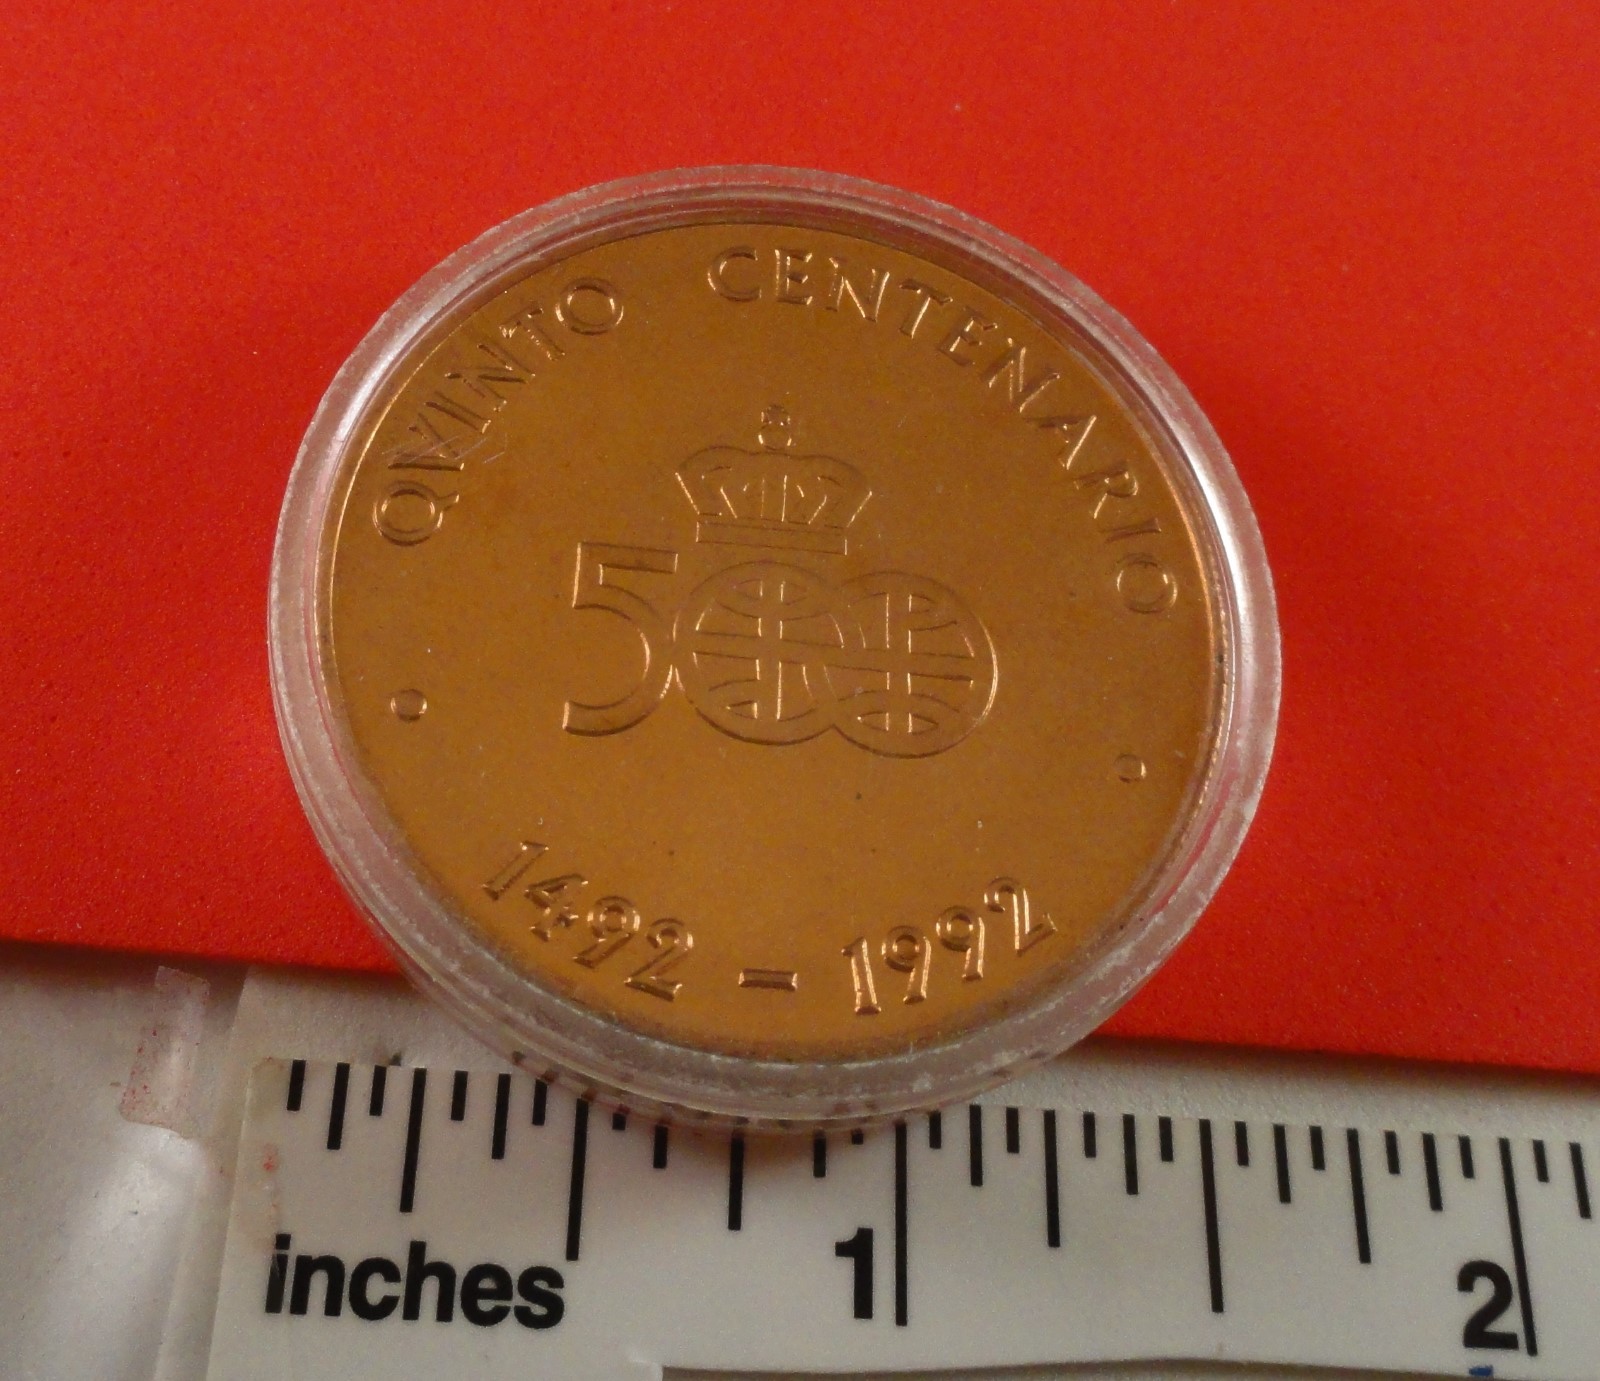 QVINTO CENTENARIO
500
1492 - 1992
inches 1 2